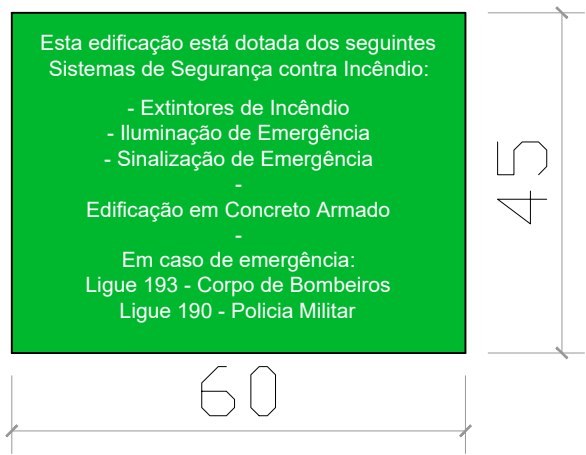 Esta edificação está dotada dos seguintes
Sistemas de Segurança contra Incêndio:
- Extintores de Incêndio
- Iluminação de Emergência
- Sinalização de Emergência
-
Edificação em Concreto Armado
-
Em caso de emergência:
Ligue 193 - Corpo de Bombeiros
Ligue 190 - Policia Militar
45
60